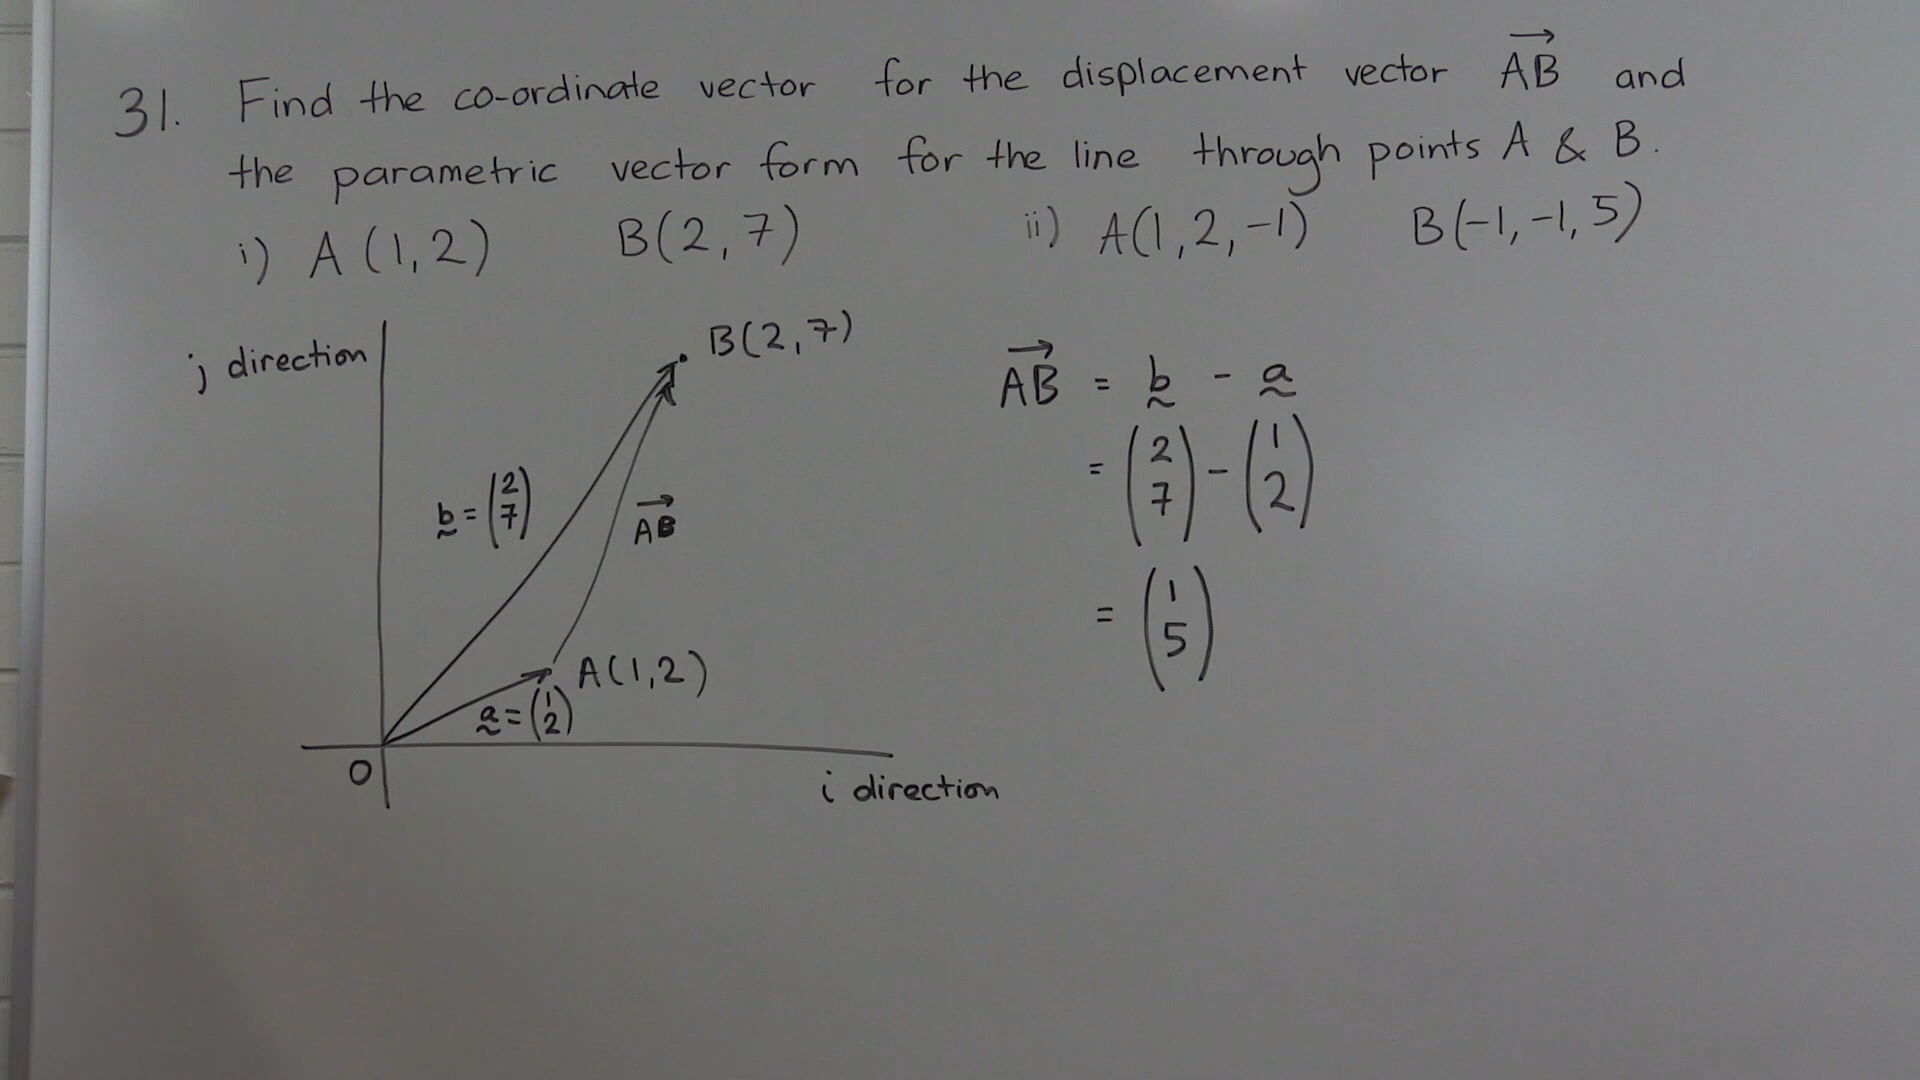 31. Find the co-ordinate vector for the displacement vector →AB and
the parametric vector form for the line through points A & B.
i) A (1,2) B(2,7) ii) A(1,2,-1) B(-1,-1,5)
j direction
B(2,7)
b = (2 7)
→AB
A(1,2)
a = (1 2)
O
i direction
→AB = b - a
= (2 7) - (1 2)
= (1 5)